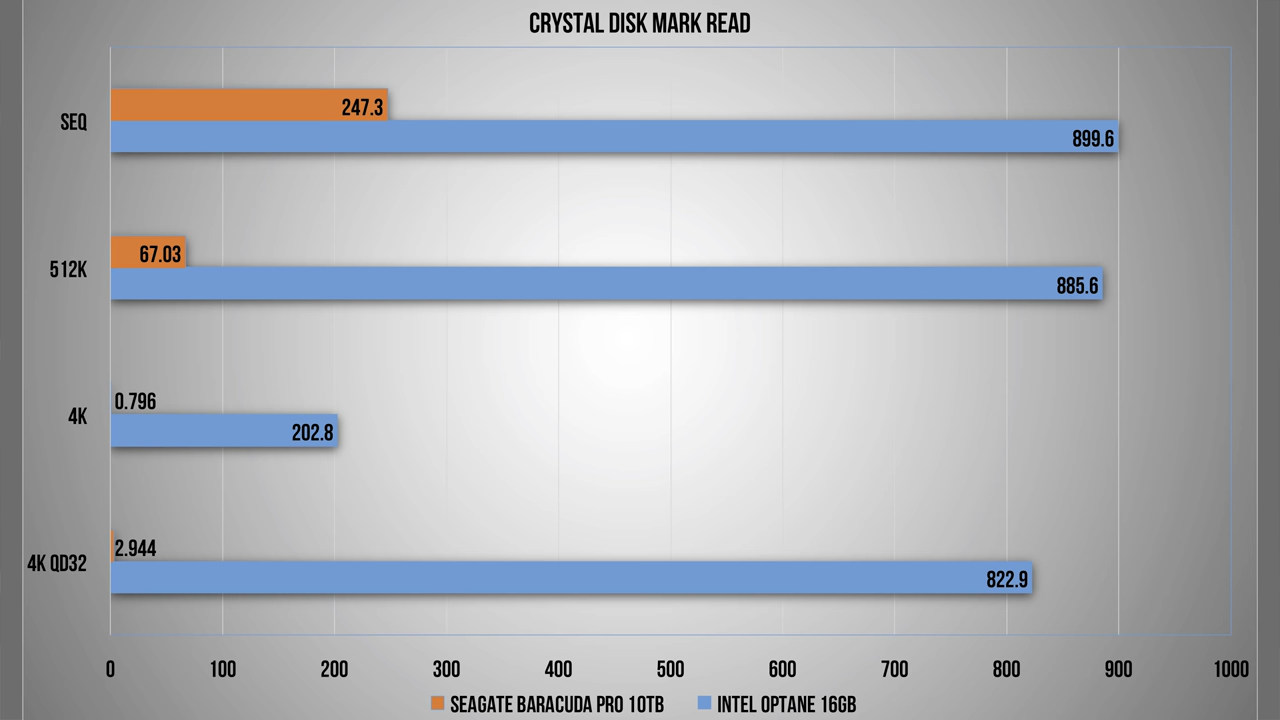 CRYSTAL DISK MARK READ
SEQ
247.3
899.6
512K
67.03
885.6
4K
0.796
202.8
4K QD32
2.944
822.9
0 100 200 300 400 500 600 700 800 900 1000
SEAGATE BARACUDA PRO 10TB INTEL OPTANE 16GB